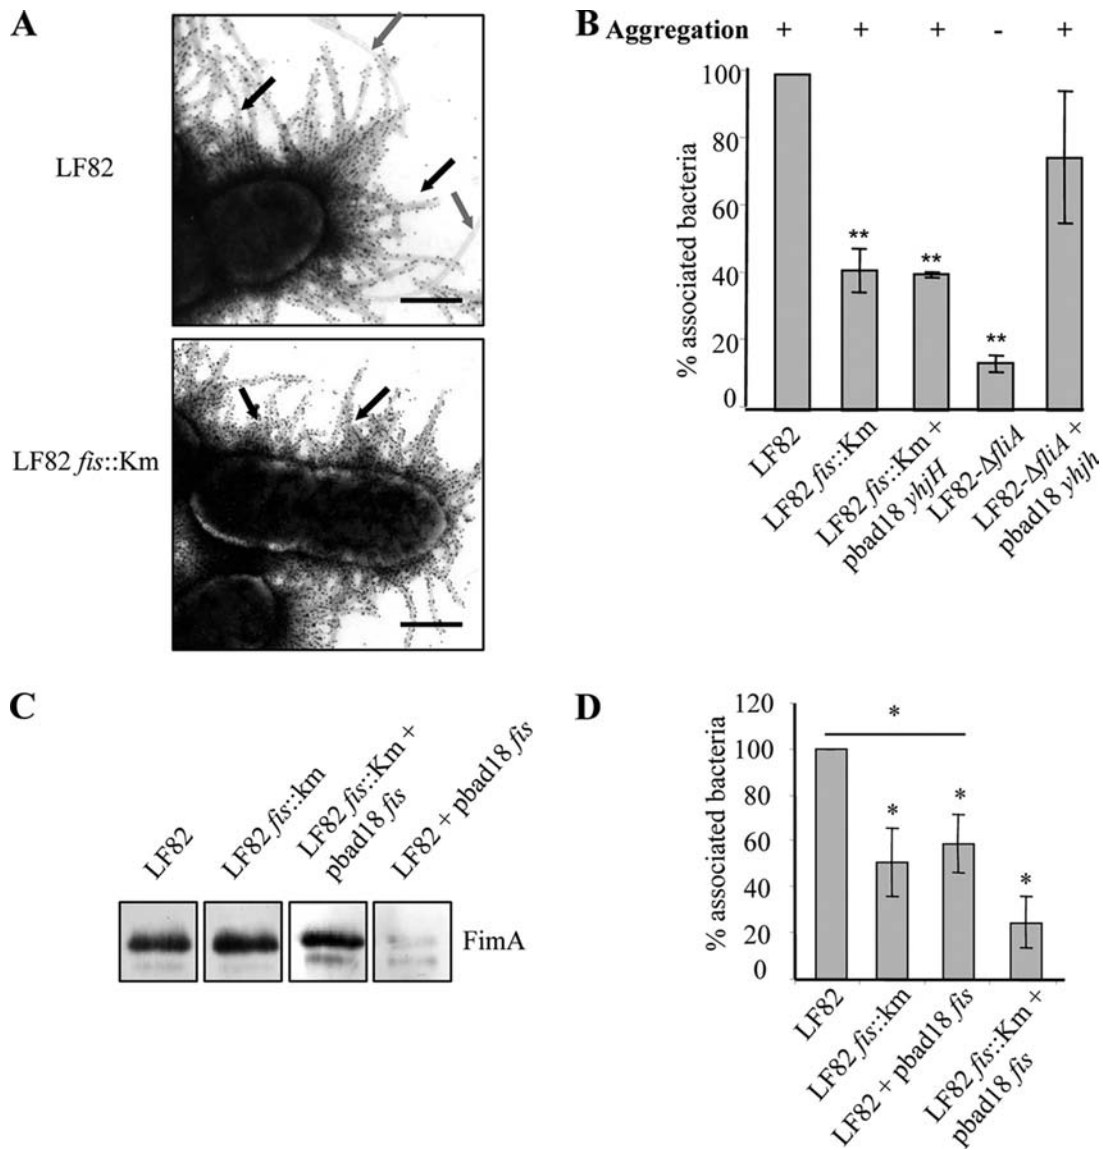 A
LF82
LF82 fis::Km
B
Aggregation + + + - +
% associated bacteria
100
80
60
40
20
0
**
**
**
LF82
LF82 fis::Km
LF82 fis::Km +
pbad18 yhjH
LF82-ΔfliA
LF82-ΔfliA +
pbad18 yhjh
C
LF82
LF82 fis::km
LF82 fis::Km +
pbad18 fis
LF82 + pbad18 fis
FimA
D
% associated bacteria
120
100
80
60
40
20
0
*
*
*
*
LF82
LF82 fis::km
LF82 + pbad18 fis
LF82 fis::Km +
pbad18 fis